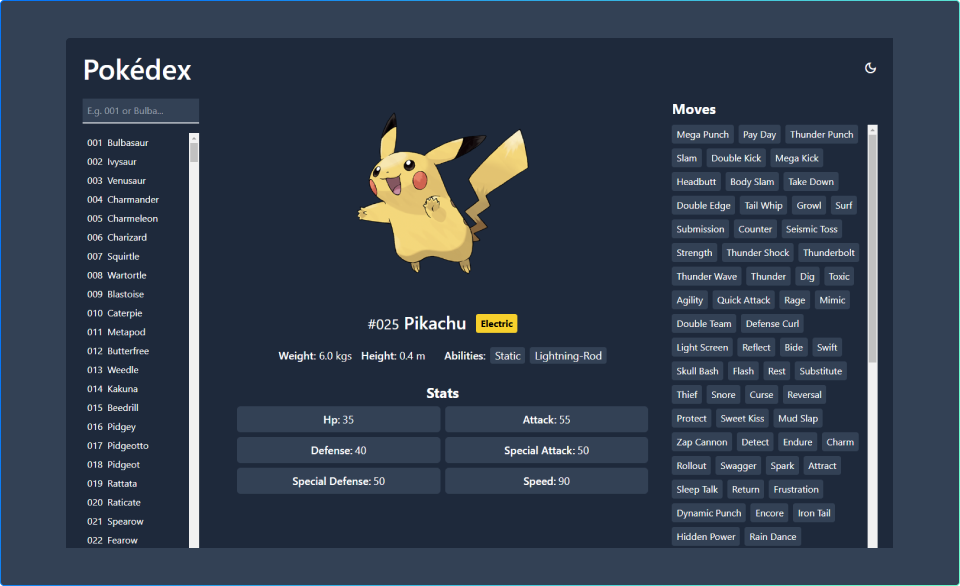 Pokédex
E.g. 001 or Bulba...
001 Bulbasaur
002 Ivysaur
003 Venusaur
004 Charmander
005 Charmeleon
006 Charizard
007 Squirtle
008 Wartortle
009 Blastoise
010 Caterpie
011 Metapod
012 Butterfree
013 Weedle
014 Kakuna
015 Beedrill
016 Pidgey
017 Pidgeotto
018 Pidgeot
019 Rattata
020 Raticate
021 Spearow
022 Fearow
#025 Pikachu Electric
Weight: 6.0 kgs Height: 0.4 m Abilities: Static Lightning-Rod
Stats
Hp: 35 Attack: 55
Defense: 40 Special Attack: 50
Special Defense: 50 Speed: 90
Moves
Mega Punch Pay Day Thunder Punch
Slam Double Kick Mega Kick
Headbutt Body Slam Take Down
Double Edge Tail Whip Growl Surf
Submission Counter Seismic Toss
Strength Thunder Shock Thunderbolt
Thunder Wave Thunder Dig Toxic
Agility Quick Attack Rage Mimic
Double Team Defense Curl
Light Screen Reflect Bide Swift
Skull Bash Flash Rest Substitute
Thief Snore Curse Reversal
Protect Sweet Kiss Mud Slap
Zap Cannon Detect Endure Charm
Rollout Swagger Spark Attract
Sleep Talk Return Frustration
Dynamic Punch Encore Iron Tail
Hidden Power Rain Dance